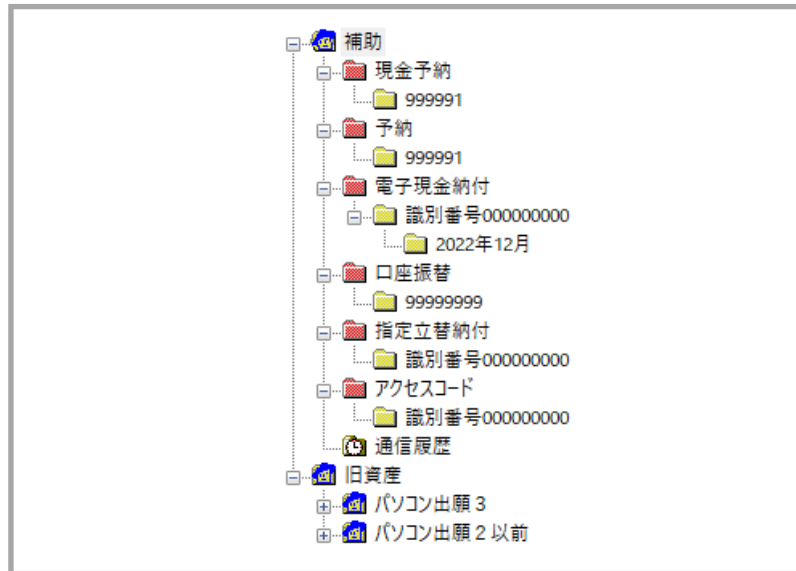 補助
現金予納
999991
予納
999991
電子現金納付
識別番号000000000
2022年12月
口座振替
99999999
指定立替納付
識別番号000000000
アクセスコード
識別番号000000000
通信履歴
旧資産
パソコン出願３
パソコン出願２以前